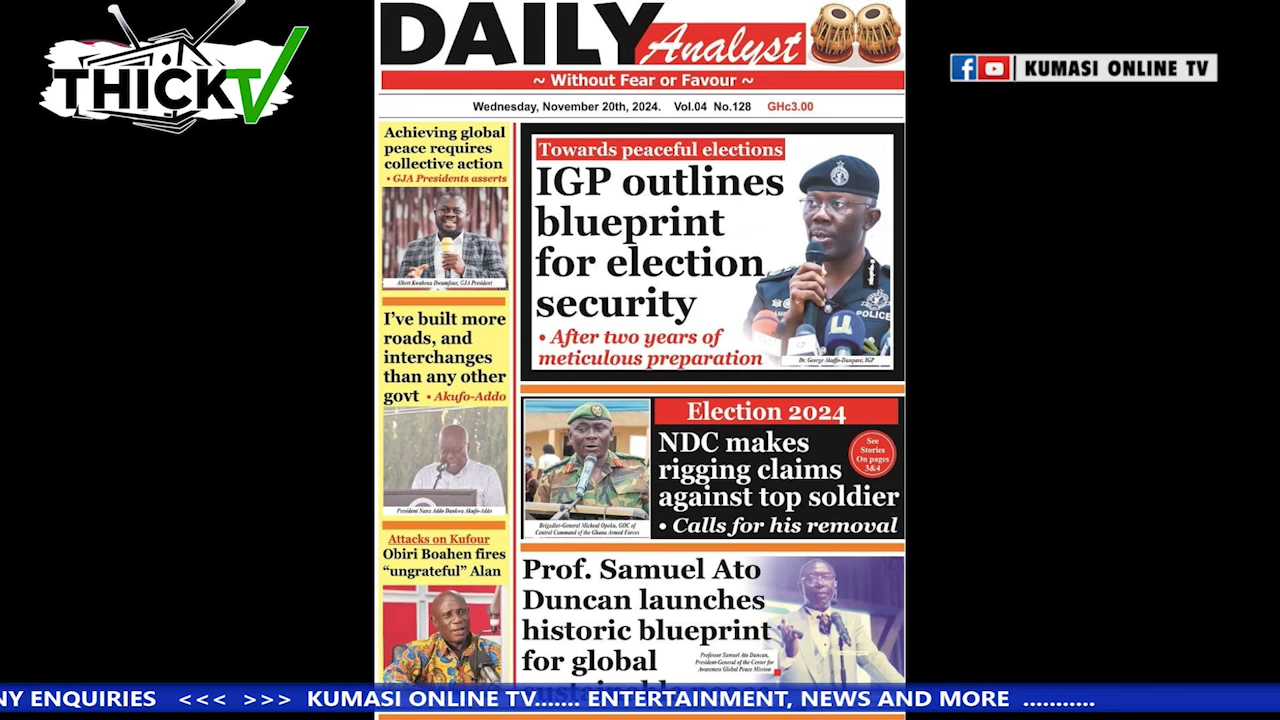 THICK TV
KUMASI ONLINE TV
DAILY
Analyst
~ Without Fear or Favour ~
Wednesday, November 20th, 2024. Vol.04 No.128 GHc3.00
Achieving global
peace requires
collective action
• GJA Presidents asserts
Albert Kwabena Dwumfour, GJA President
I've built more
roads, and
interchanges
than any other
govt • Akufo-Addo
President Nana Addo Dankwa Akufo-Addo
Attacks on Kufour
Obiri Boahen fires
“ungrateful” Alan
Towards peaceful elections
IGP outlines
blueprint
for election
security
• After two years of
meticulous preparation
POLICE
Dr. George Akuffo-Dampare, IGP
Election 2024
NDC makes
rigging claims
against top soldier
• Calls for his removal
See
Stories
On pages
3&4
Brigadier-General Micheal Opoku, GOC of
Central Command of the Ghana Armed Forces
Prof. Samuel Ato
Duncan launches
historic blueprint
for global
Professor Samuel Ato Duncan,
President-General of the Center for
Awareness Global Peace Mission
NY ENQUIRIES <<< >>> KUMASI ONLINE TV....... ENTERTAINMENT, NEWS AND MORE ...........